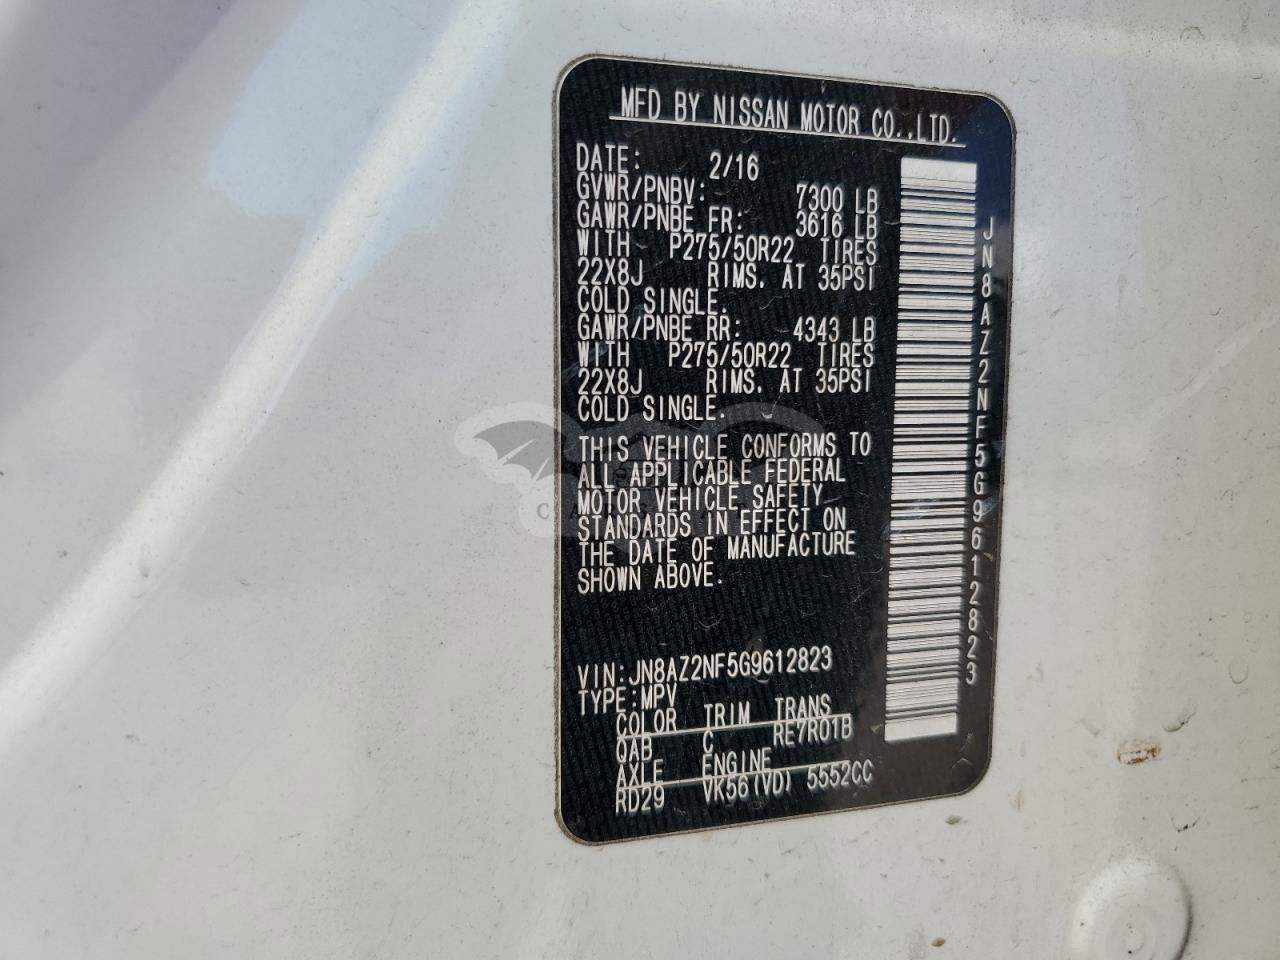 MFD BY NISSAN MOTOR CO.,LTD.
DATE: 2/16
GVWR/PNBV: 7300 LB
GAWR/PNBE FR: 3616 LB
WITH P275/50R22 TIRES
22X8J RIMS. AT 35PSI
COLD SINGLE.
GAWR/PNBE RR: 4343 LB
WITH P275/50R22 TIRES
22X8J RIMS. AT 35PSI
COLD SINGLE.
THIS VEHICLE CONFORMS TO
ALL APPLICABLE FEDERAL
MOTOR VEHICLE SAFETY
STANDARDS IN EFFECT ON
THE DATE OF MANUFACTURE
SHOWN ABOVE.
VIN:JN8AZ2NF5G9612823
TYPE:MPV
COLOR TRIM TRANS
QAB C RE7R01B
AXLE ENGINE
RD29 VK56(VD) 5552CC
JN8AZ2NF5G9612823